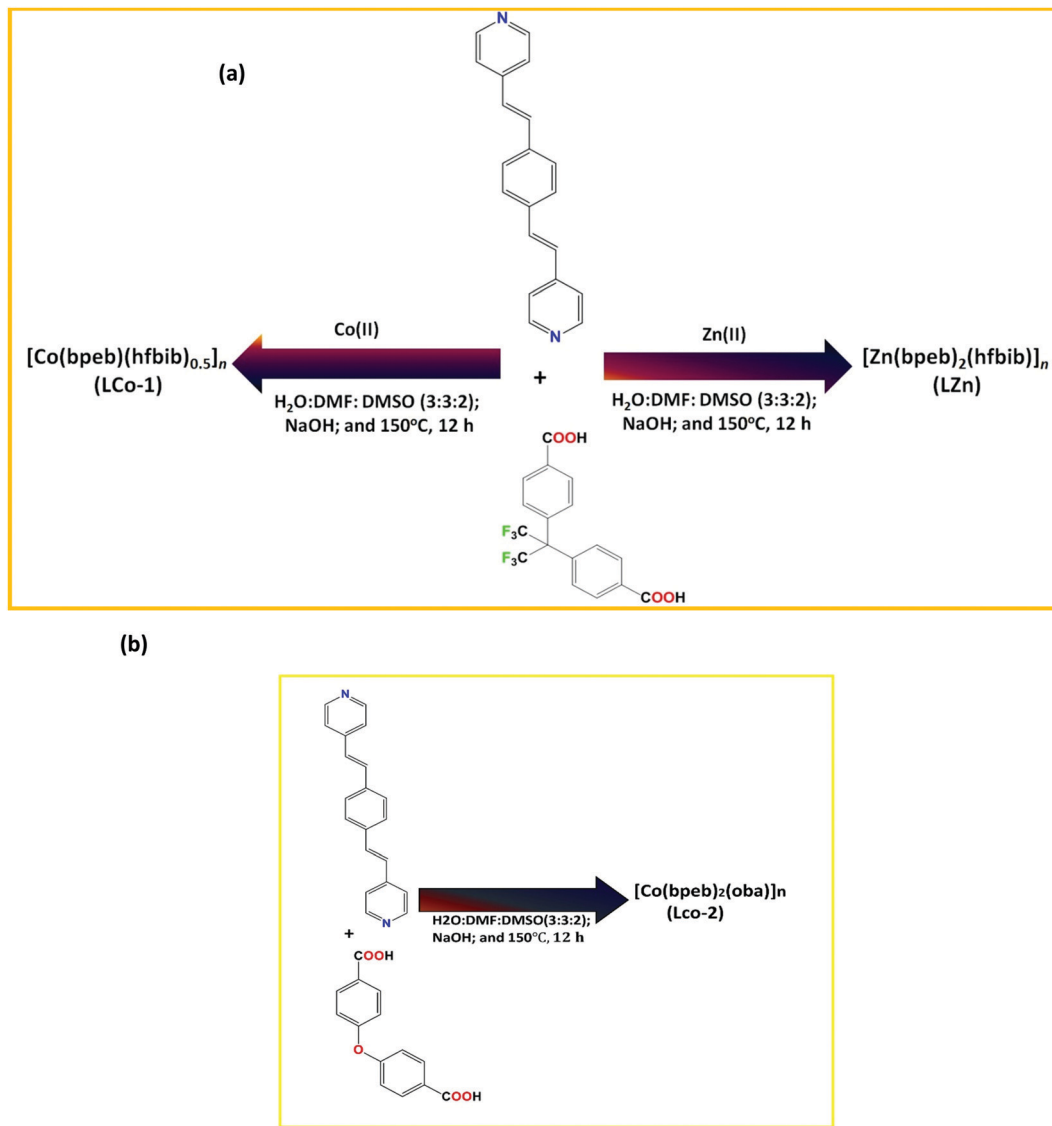 (a)
N
N
Co(II)
[Co(bpeb)(hfbib)0.5]n
(LCo-1)
H2O:DMF: DMSO (3:3:2);
NaOH; and 150oC, 12 h
+
Zn(II)
H2O:DMF: DMSO (3:3:2);
NaOH; and 150oC, 12 h
[Zn(bpeb)2(hfbib)]n
(LZn)
COOH
F3C
F3C
COOH
(b)
N
N
+
H2O:DMF:DMSO(3:3:2);
NaOH; and 150℃, 12 h
[Co(bpeb)2(oba)]n
(Lco-2)
COOH
O
COOH